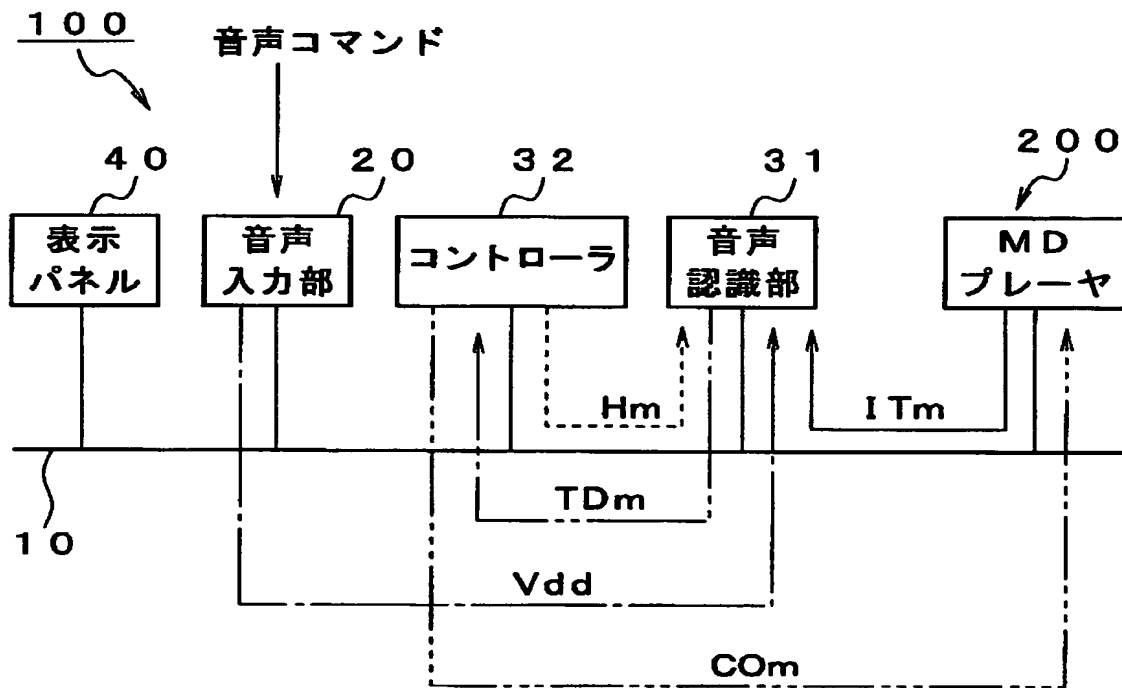 １００
音声コマンド
４０
２０
３２
３１
２００
表示
パネル
音声
入力部
コントローラ
音声
認識部
ＭＤ
プレーヤ
Ｈｍ
ＩＴｍ
ＴＤｍ
１０
Ｖｄｄ
ＣＯｍ